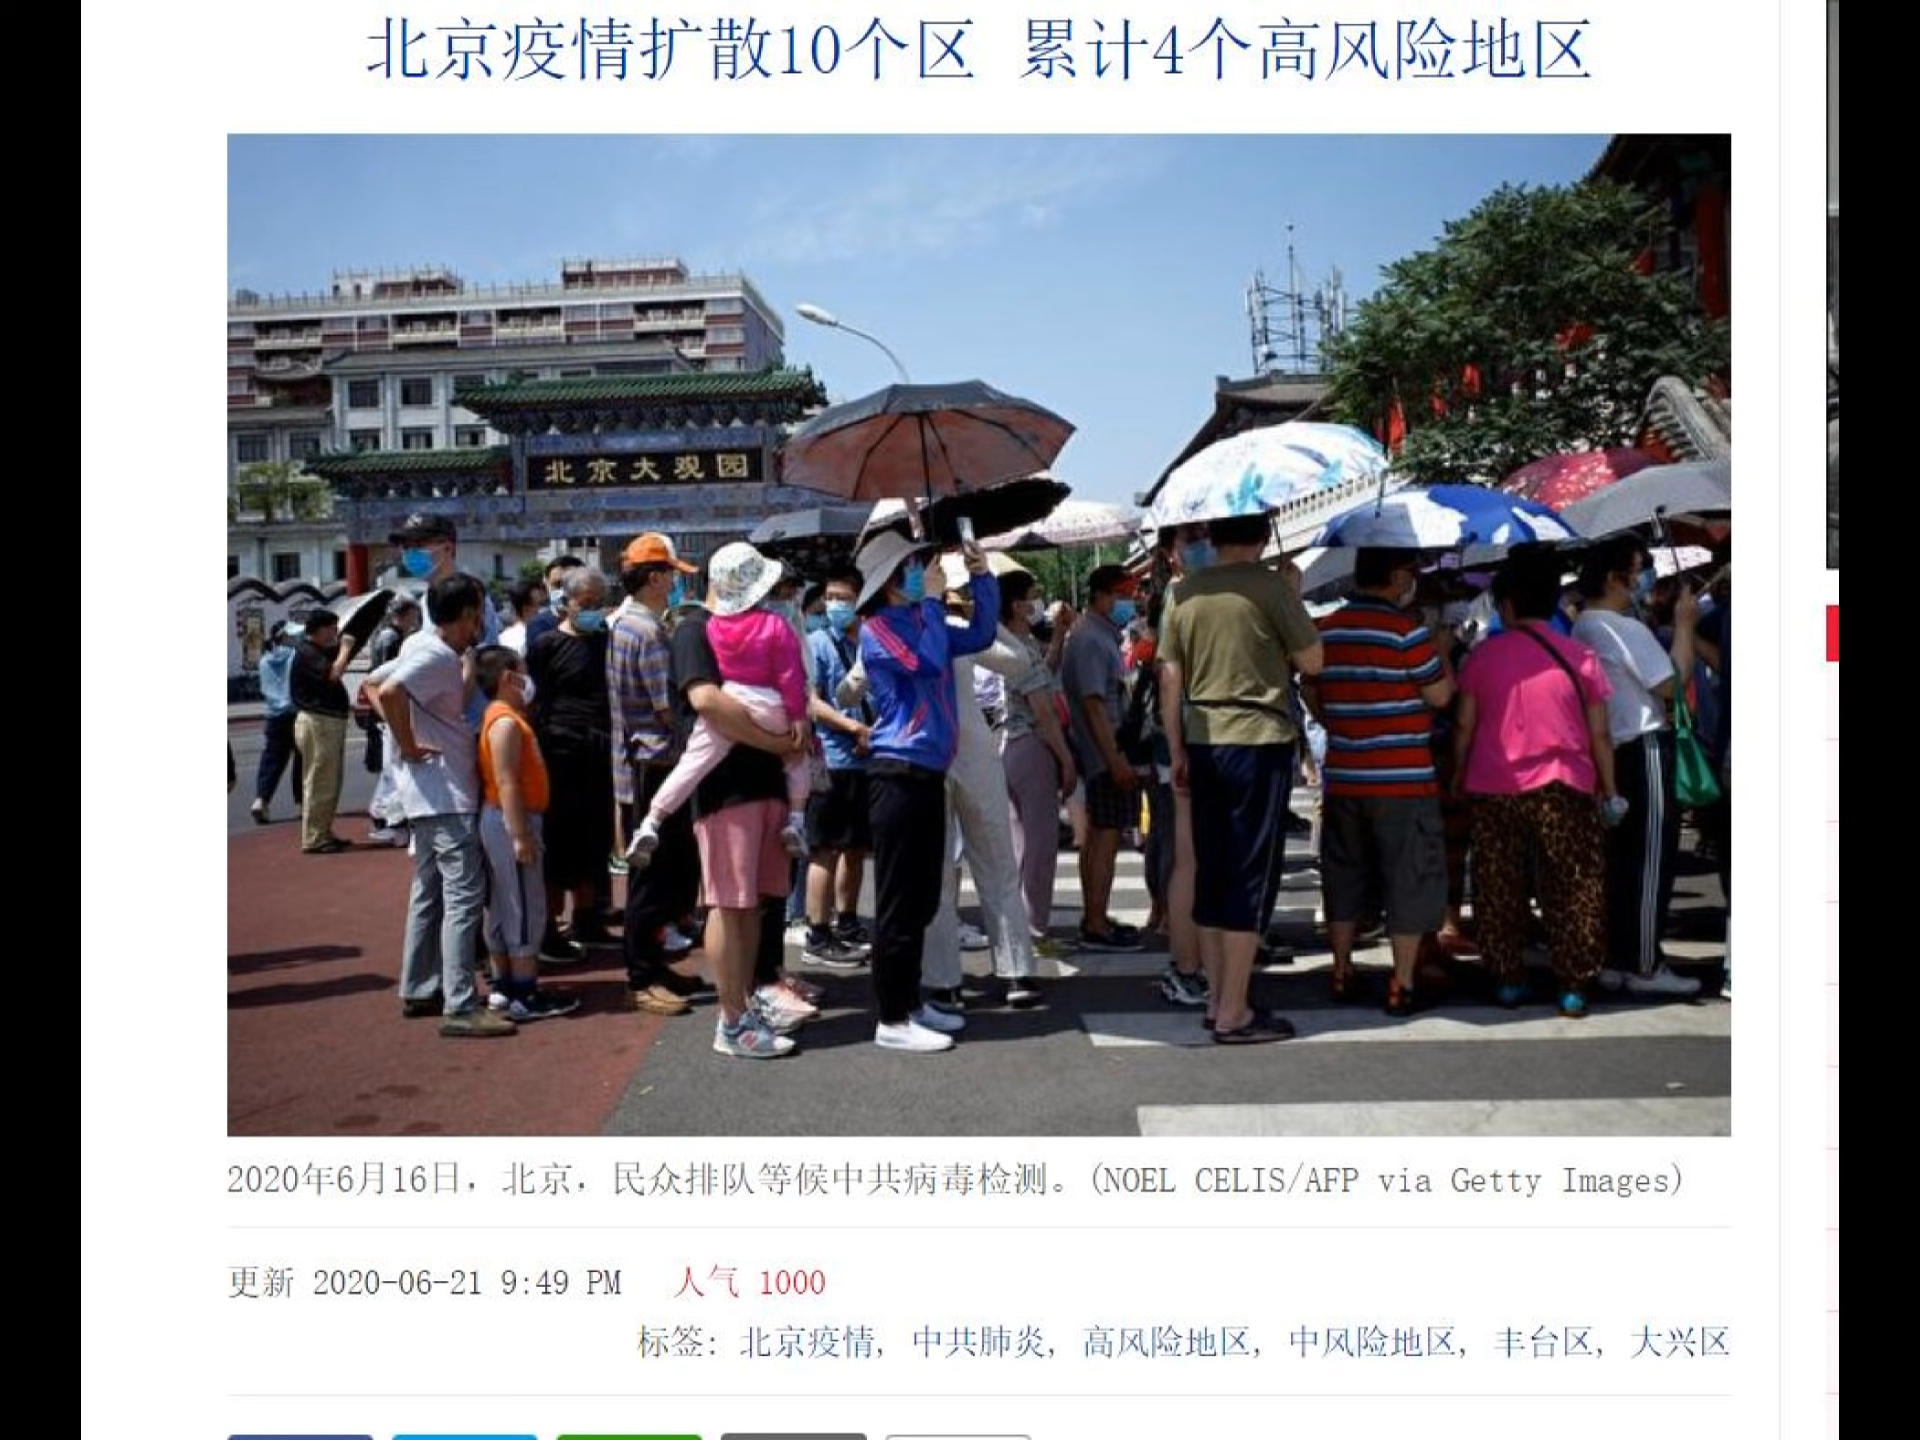 北京疫情扩散10个区 累计4个高风险地区
北京大观园
2020年6月16日，北京，民众排队等候中共病毒检测。(NOEL CELIS/AFP via Getty Images)
更新 2020-06-21 9:49 PM 人气 1000
标签: 北京疫情, 中共肺炎, 高风险地区, 中风险地区, 丰台区, 大兴区